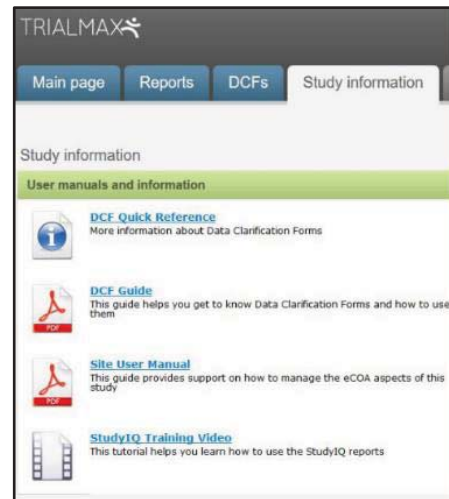 TRIALMAX
Main page Reports DCFs Study information
Study information
User manuals and information
DCF Quick Reference
More information about Data Clarification Forms
DCF Guide
This guide helps you get to know Data Clarification Forms and how to use
them
PDF
Site User Manual
This guide provides support on how to manage the eCOA aspects of this
study
PDF
StudyIQ Training Video
This tutorial helps you learn how to use the StudyIQ reports